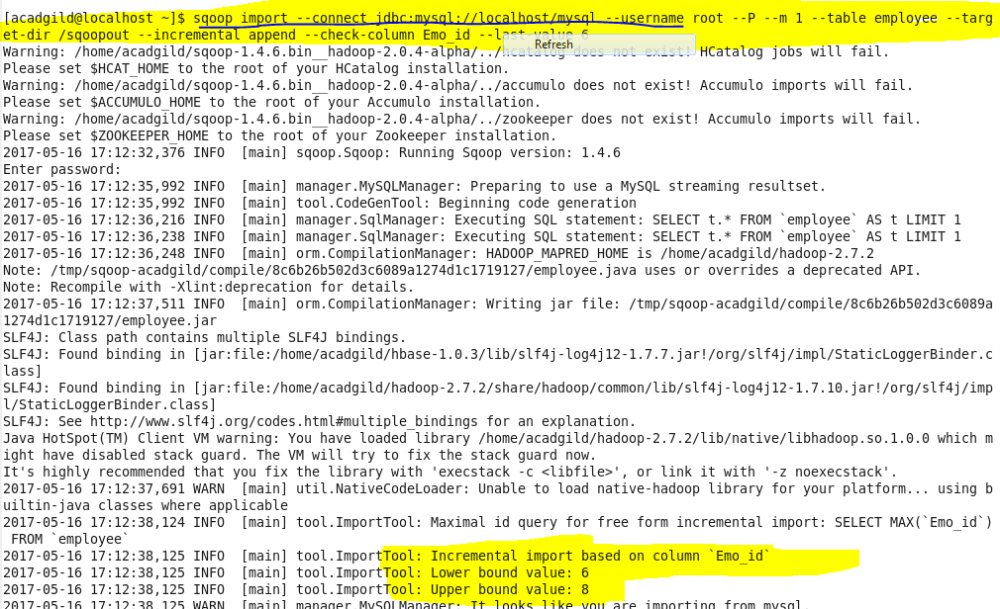 [acadgild@localhost ~]$ sqoop import --connect jdbc:mysql://localhost/mysql --username root --P --m 1 --table employee --targ
et-dir /sqoopout --incremental append --check-column Emo_id --last-value 6
Refresh
Warning: /home/acadgild/sqoop-1.4.6.bin__hadoop-2.0.4-alpha/../hcatalog does not exist! HCatalog jobs will fail.
Please set $HCAT_HOME to the root of your HCatalog installation.
Warning: /home/acadgild/sqoop-1.4.6.bin__hadoop-2.0.4-alpha/../accumulo does not exist! Accumulo imports will fail.
Please set $ACCUMULO_HOME to the root of your Accumulo installation.
Warning: /home/acadgild/sqoop-1.4.6.bin__hadoop-2.0.4-alpha/../zookeeper does not exist! Accumulo imports will fail.
Please set $ZOOKEEPER_HOME to the root of your Zookeeper installation.
2017-05-16 17:12:32,376 INFO  [main] sqoop.Sqoop: Running Sqoop version: 1.4.6
Enter password:
2017-05-16 17:12:35,992 INFO  [main] manager.MySQLManager: Preparing to use a MySQL streaming resultset.
2017-05-16 17:12:35,992 INFO  [main] tool.CodeGenTool: Beginning code generation
2017-05-16 17:12:36,216 INFO  [main] manager.SqlManager: Executing SQL statement: SELECT t.* FROM `employee` AS t LIMIT 1
2017-05-16 17:12:36,238 INFO  [main] manager.SqlManager: Executing SQL statement: SELECT t.* FROM `employee` AS t LIMIT 1
2017-05-16 17:12:36,248 INFO  [main] orm.CompilationManager: HADOOP_MAPRED_HOME is /home/acadgild/hadoop-2.7.2
Note: /tmp/sqoop-acadgild/compile/8c6b26b502d3c6089a1274d1c1719127/employee.java uses or overrides a deprecated API.
Note: Recompile with -Xlint:deprecation for details.
2017-05-16 17:12:37,511 INFO  [main] orm.CompilationManager: Writing jar file: /tmp/sqoop-acadgild/compile/8c6b26b502d3c6089a
1274d1c1719127/employee.jar
SLF4J: Class path contains multiple SLF4J bindings.
SLF4J: Found binding in [jar:file:/home/acadgild/hbase-1.0.3/lib/slf4j-log4j12-1.7.7.jar!/org/slf4j/impl/StaticLoggerBinder.c
lass]
SLF4J: Found binding in [jar:file:/home/acadgild/hadoop-2.7.2/share/hadoop/common/lib/slf4j-log4j12-1.7.10.jar!/org/slf4j/imp
l/StaticLoggerBinder.class]
SLF4J: See http://www.slf4j.org/codes.html#multiple_bindings for an explanation.
Java HotSpot(TM) Client VM warning: You have loaded library /home/acadgild/hadoop-2.7.2/lib/native/libhadoop.so.1.0.0 which m
ight have disabled stack guard. The VM will try to fix the stack guard now.
It's highly recommended that you fix the library with 'execstack -c <libfile>', or link it with '-z noexecstack'.
2017-05-16 17:12:37,691 WARN  [main] util.NativeCodeLoader: Unable to load native-hadoop library for your platform... using b
uiltin-java classes where applicable
2017-05-16 17:12:38,124 INFO  [main] tool.ImportTool: Maximal id query for free form incremental import: SELECT MAX(`Emo_id`)
 FROM `employee`
2017-05-16 17:12:38,125 INFO  [main] tool.ImportTool: Incremental import based on column `Emo_id`
2017-05-16 17:12:38,125 INFO  [main] tool.ImportTool: Lower bound value: 6
2017-05-16 17:12:38,125 INFO  [main] tool.ImportTool: Upper bound value: 8
2017-05-16 17:12:38,125 WARN  [main] manager.MySQLManager: It looks like you are importing from mysql.